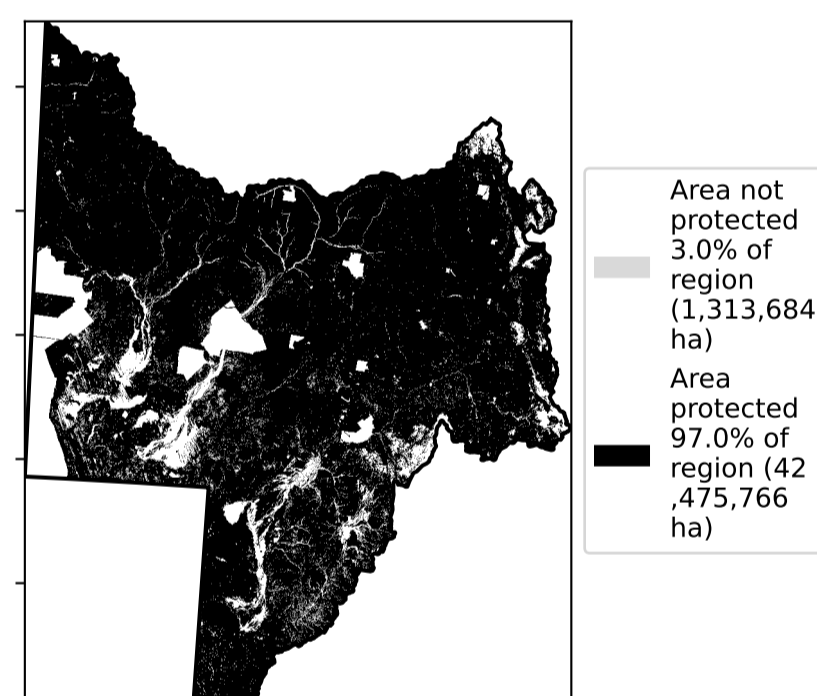 Area not
protected
3.0% of
region
(1,313,684
ha)
Area
protected
97.0% of
region (42
,475,766
ha)